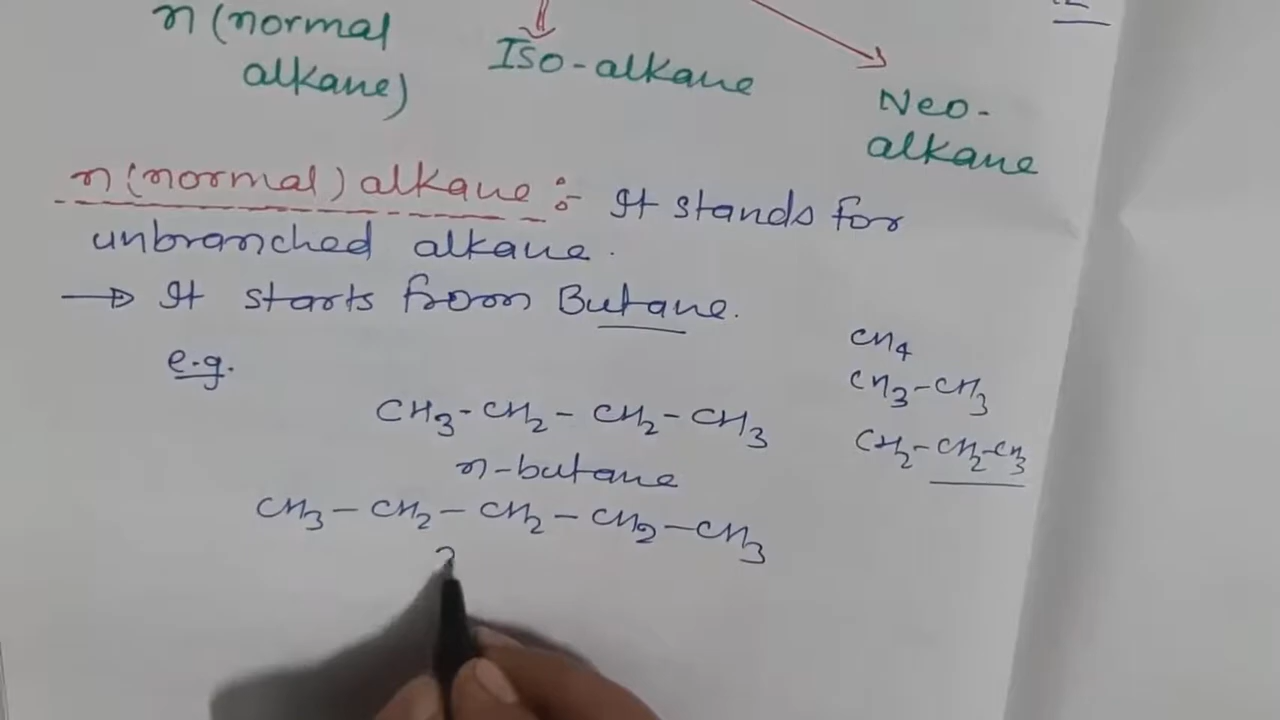 n (normal
alkane)
Iso-alkane
Neo-
alkane
n (normal) alkane :- It stands for
unbranched alkane.
→ It starts from Butane.
e.g.
CH4
CH3-CH3
CH2-CH2-CH3
CH3-CH2-CH2-CH3
n-butane
CH3-CH2-CH2-CH2-CH3